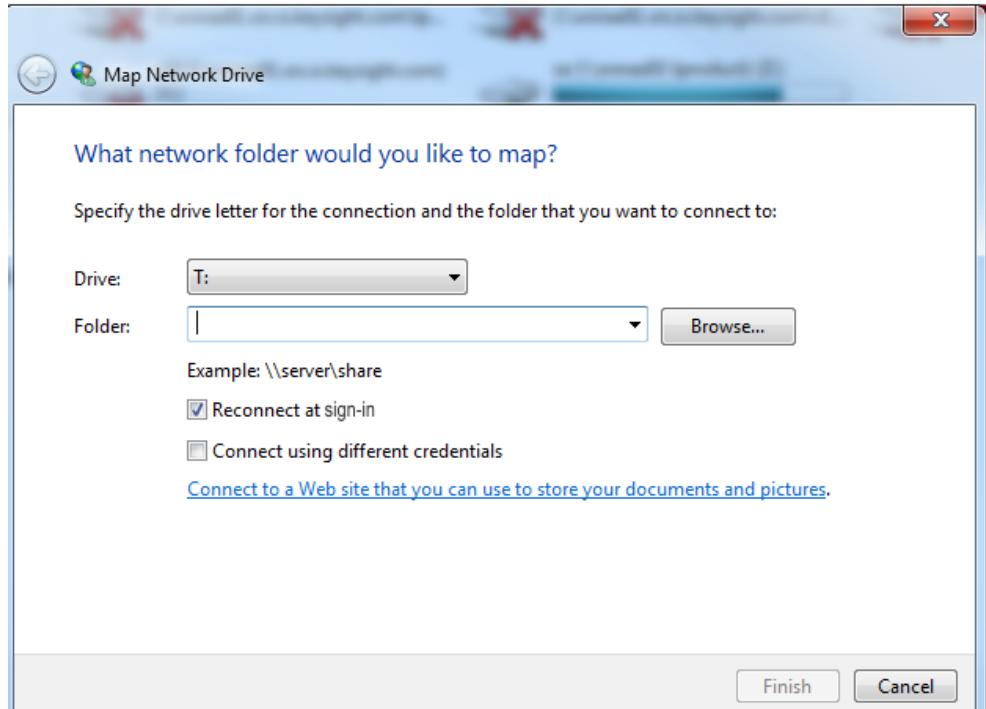 Map Network Drive
What network folder would you like to map?
Specify the drive letter for the connection and the folder that you want to connect to:
Drive: T:
Folder: Browse...
Example: \\server\share
Reconnect at sign-in
Connect using different credentials
Connect to a Web site that you can use to store your documents and pictures.
Finish Cancel